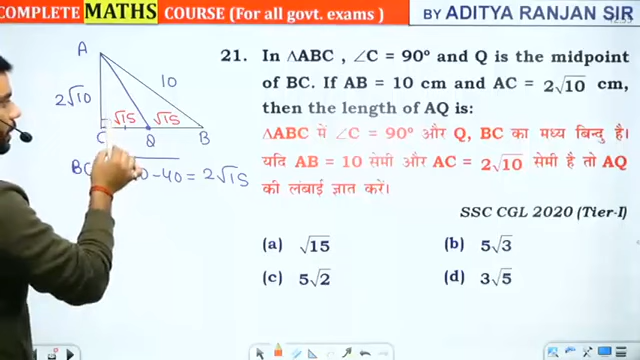 COMPLETE MATHS COURSE (For all govt. exams)
BY ADITYA RANJAN SIR
A
2√10
10
√15
√15
C
Q
B
BC
0-40 = 2√15
21. In ΔABC , ∠C = 90° and Q is the midpoint
of BC. If AB = 10 cm and AC = 2√10 cm,
then the length of AQ is:
ΔABC में ∠C = 90° और Q, BC का मध्य बिन्दु है।
यदि AB = 10 सेमी और AC = 2√10 सेमी है तो AQ
की लंबाई ज्ञात करें।
SSC CGL 2020 (Tier-I)
(a) √15
(b) 5√3
(c) 5√2
(d) 3√5